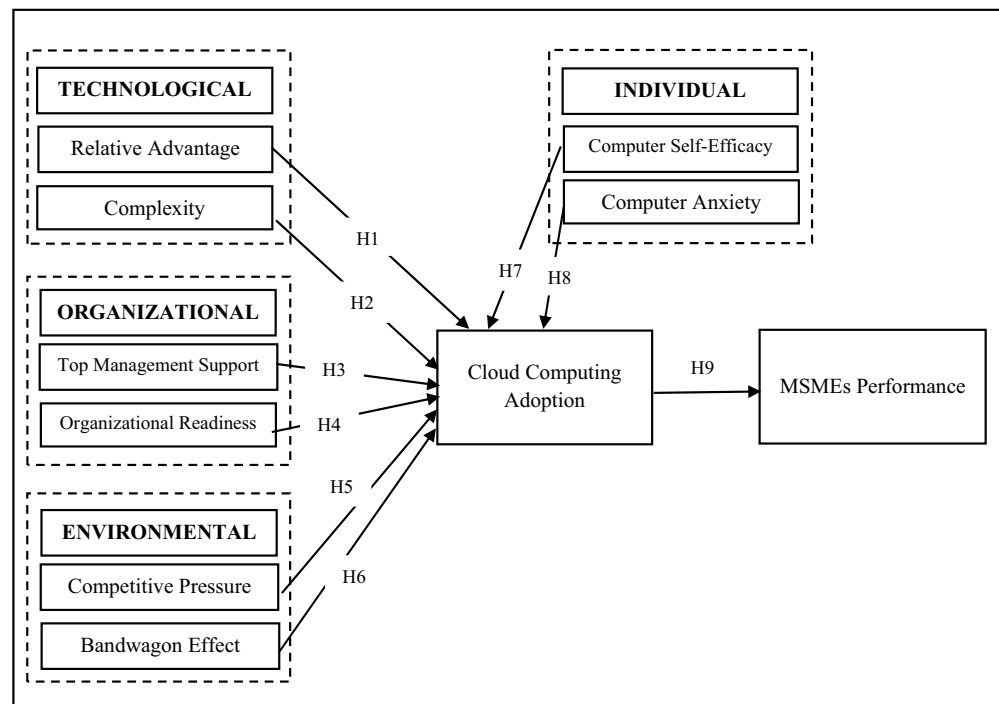 TECHNOLOGICAL
Relative Advantage
Complexity
INDIVIDUAL
Computer Self-Efficacy
Computer Anxiety
H1
H2
H7
H8
ORGANIZATIONAL
Top Management Support
Organizational Readiness
H3
H4
Cloud Computing
Adoption
H9
MSMEs Performance
ENVIRONMENTAL
Competitive Pressure
Bandwagon Effect
H5
H6